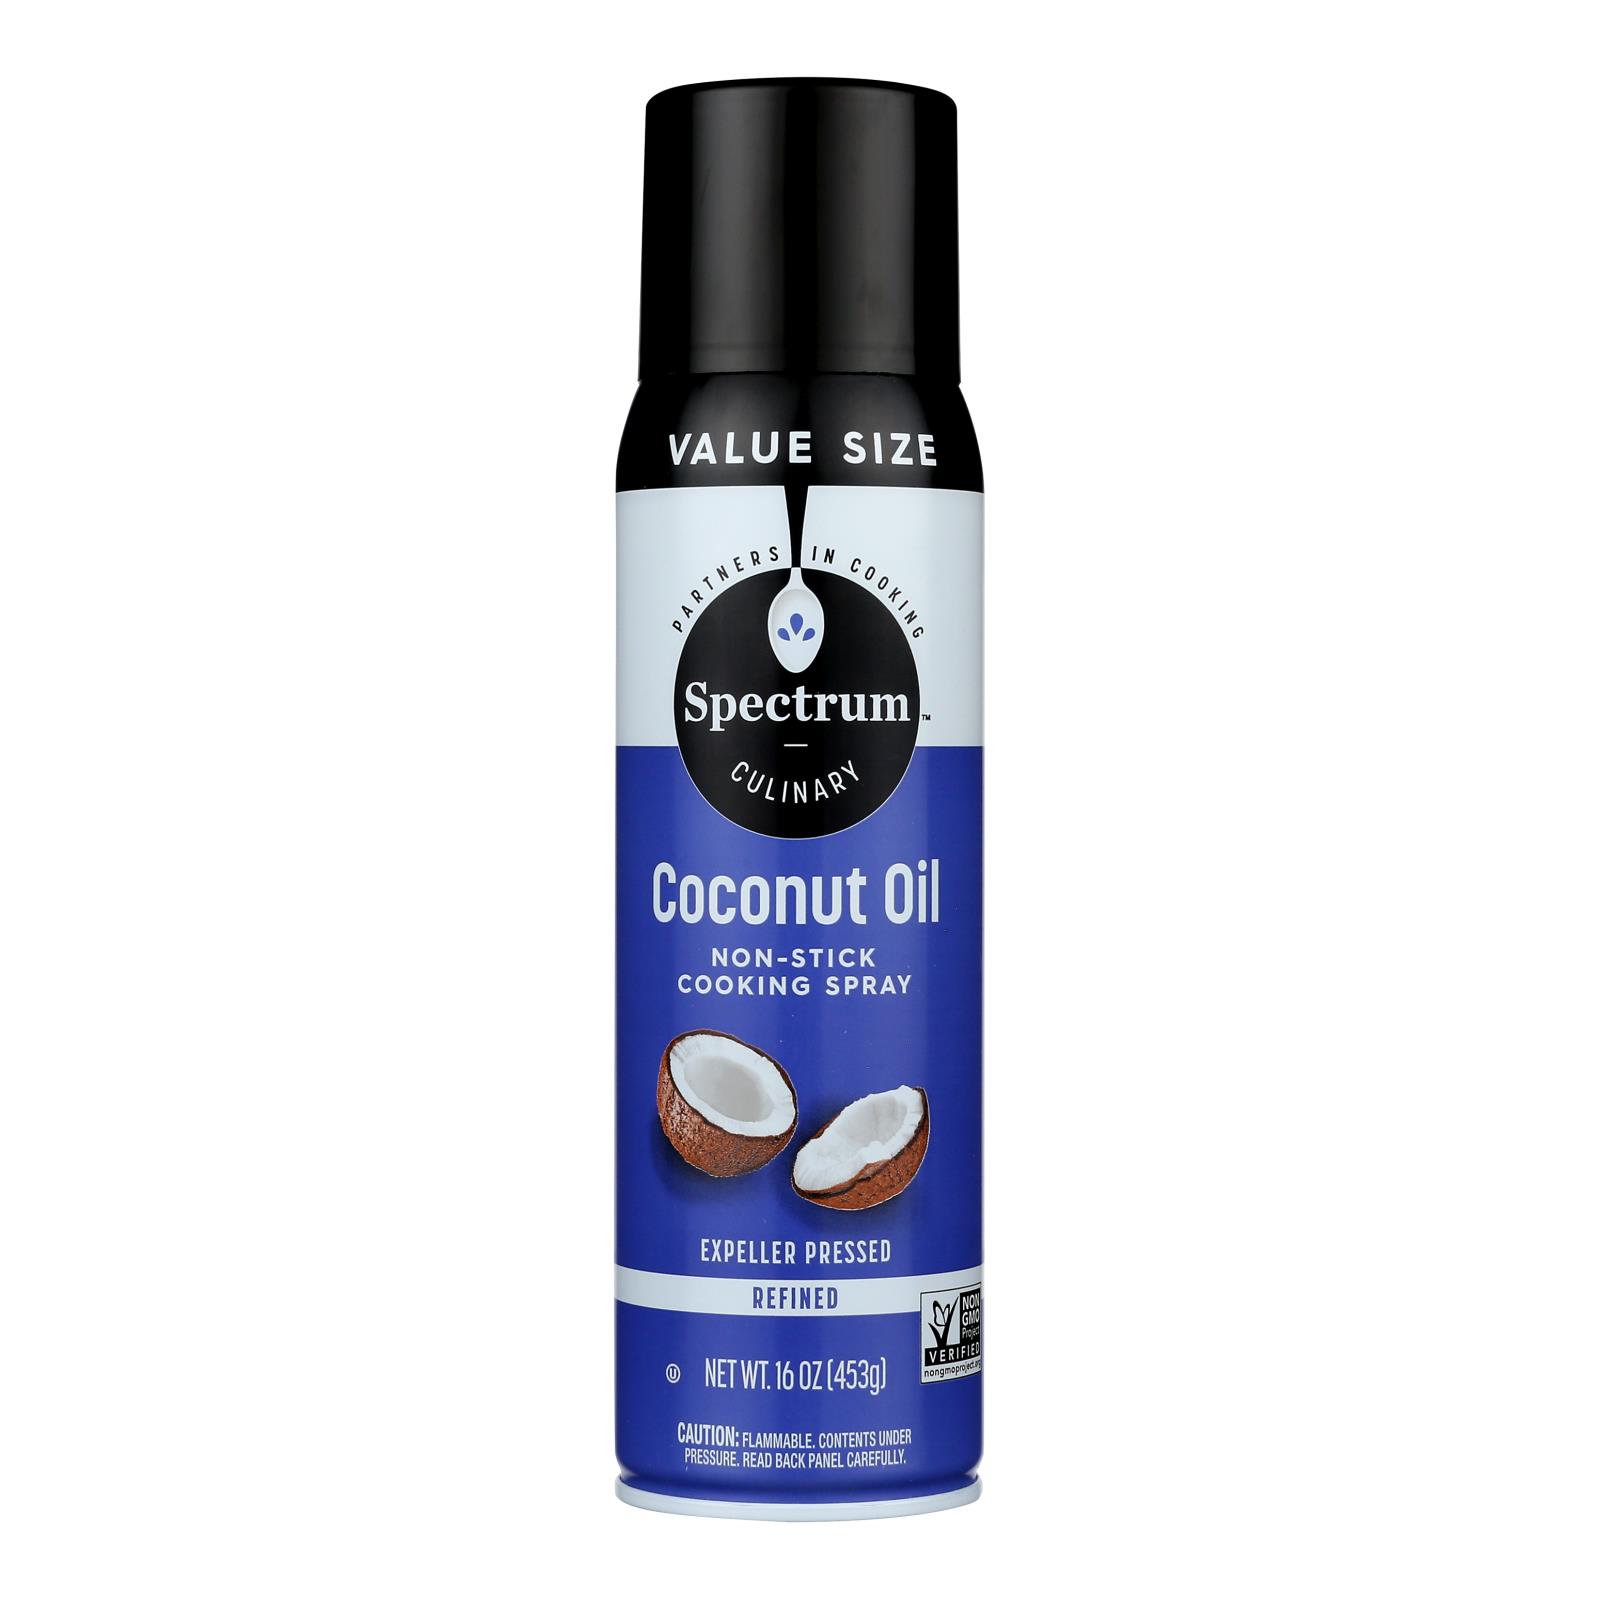 VALUE SIZE
PARTNERS IN COOKING
Spectrum™
CULINARY
Coconut Oil
NON-STICK
COOKING SPRAY
EXPELLER PRESSED
REFINED
NON
GMO
Project
VERIFIED
nongmoproject.org
U NET WT. 16 OZ (453g)
CAUTION: FLAMMABLE. CONTENTS UNDER
PRESSURE. READ BACK PANEL CAREFULLY.